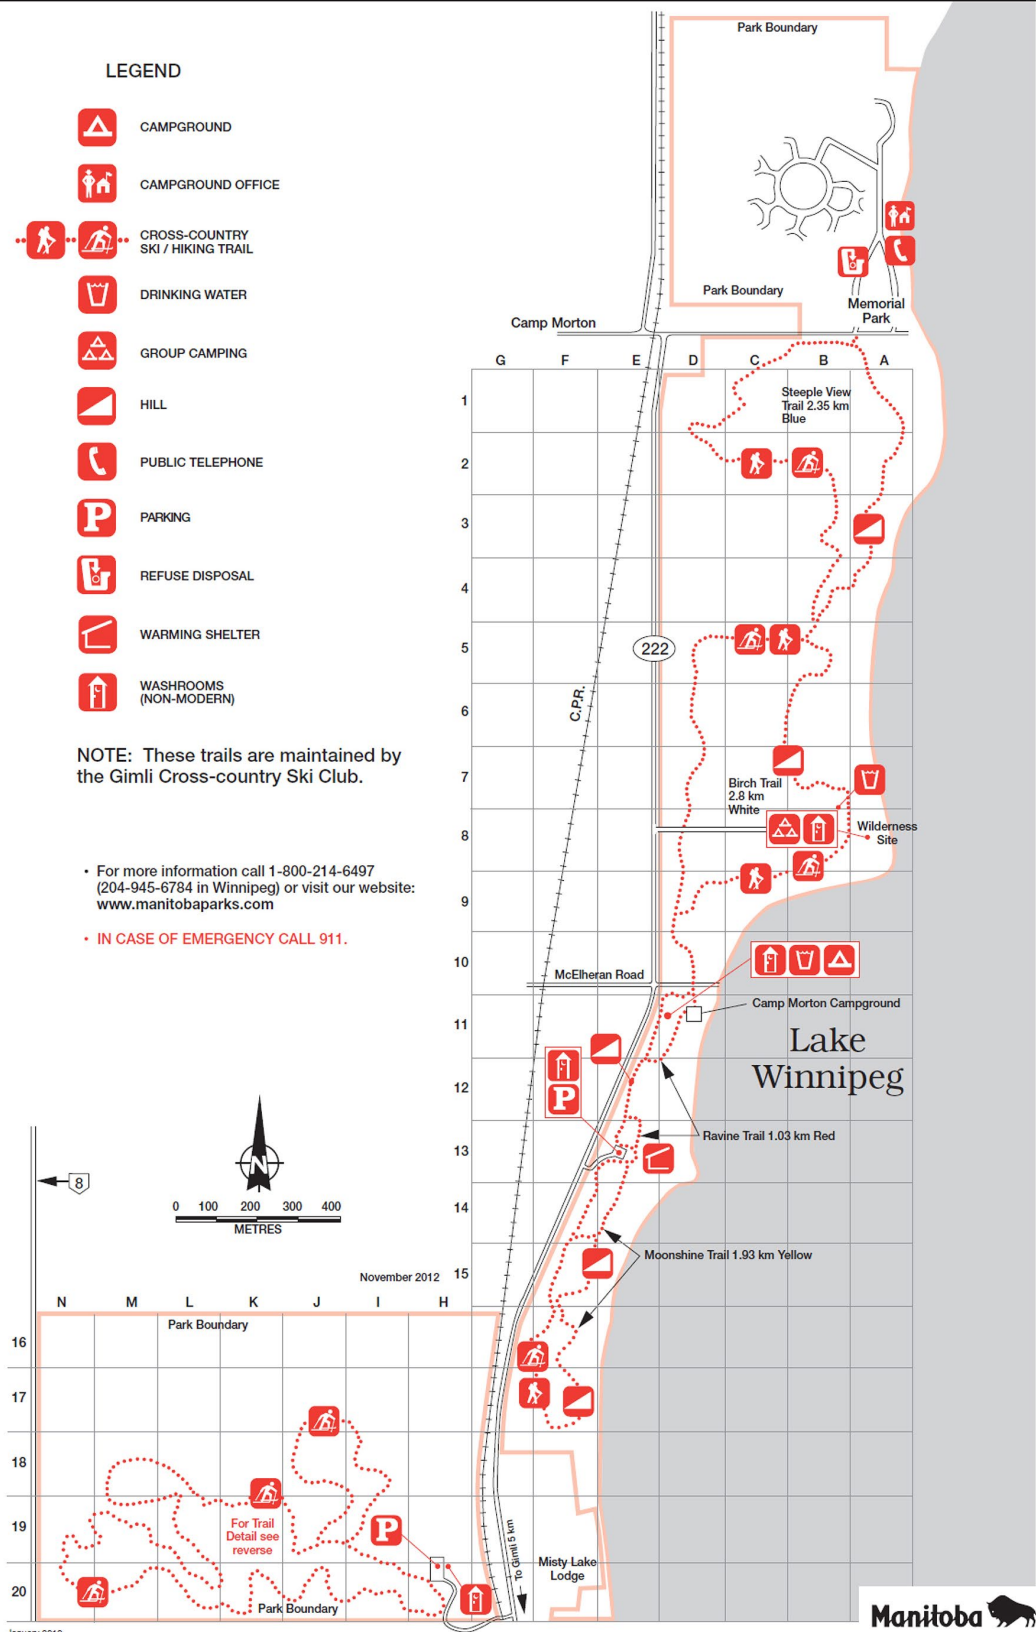 Park Boundary
LEGEND
CAMPGROUND
CAMPGROUND OFFICE
CROSS-COUNTRY
SKI / HIKING TRAIL
DRINKING WATER
GROUP CAMPING
HILL
PUBLIC TELEPHONE
P
PARKING
REFUSE DISPOSAL
WARMING SHELTER
WASHROOMS
(NON-MODERN)
NOTE: These trails are maintained by
the Gimli Cross-country Ski Club.
• For more information call 1-800-214-6497
(204-945-6784 in Winnipeg) or visit our website:
www.manitobaparks.com
• IN CASE OF EMERGENCY CALL 911.
Park Boundary
Memorial
Park
Camp Morton
G F E D C B A
1
2
3
4
5
6
7
8
9
10
11
12
13
14
15
Steeple View
Trail 2.35 km
Blue
222
C.P.R.
Birch Trail
2.8 km
White
Wilderness
Site
McElheran Road
Camp Morton Campground
Lake
Winnipeg
P
Ravine Trail 1.03 km Red
Moonshine Trail 1.93 km Yellow
N
8
0 100 200 300 400
METRES
November 2012
N M L K J I H
Park Boundary
16
17
18
19
20
For Trail
Detail see
reverse
P
Park Boundary
To Gimli 5 km
Misty Lake
Lodge
Manitoba